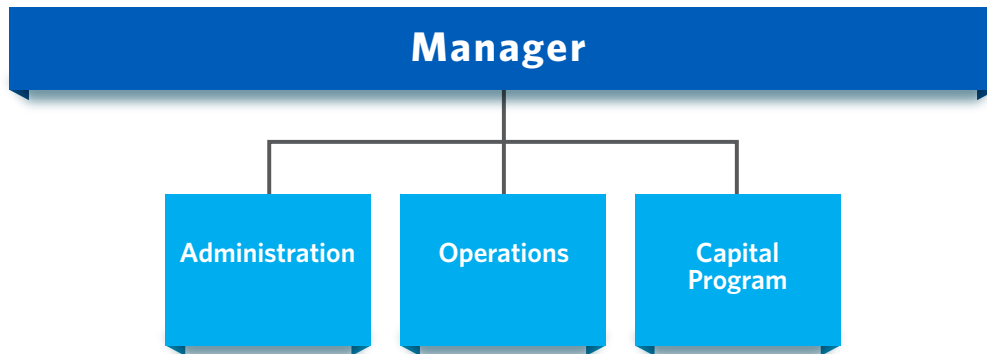 Manager
Administration
Operations
Capital
Program